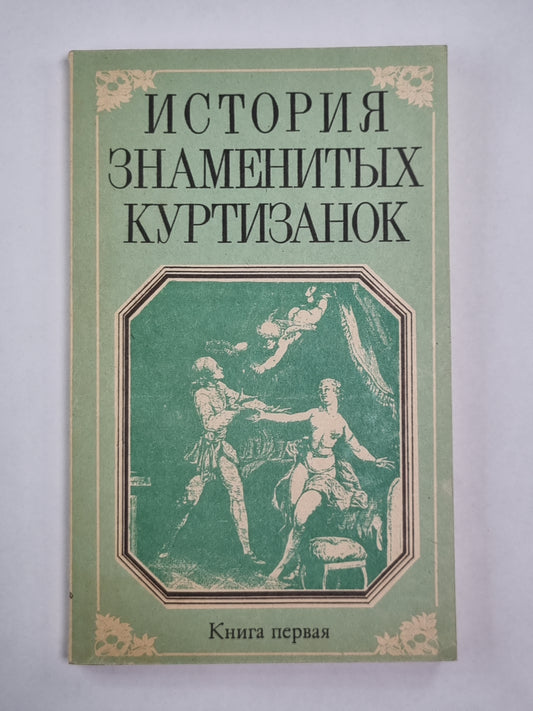 ИСТОРИЯ
ЗНАМЕНИТЫХ
КУРТИЗАНОК
Книга первая